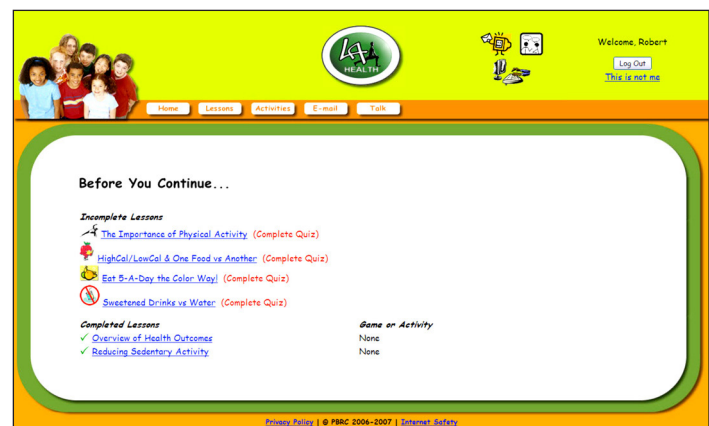 LA
HEALTH
Welcome, Robert
Log Out
This is not me
Home Lessons Activities E-mail Talk
Before You Continue...
Incomplete Lessons
The Importance of Physical Activity (Complete Quiz)
HighCal/LowCal & One Food vs Another (Complete Quiz)
Eat 5-A-Day the Color Way! (Complete Quiz)
Sweetened Drinks vs Water (Complete Quiz)
Completed Lessons Game or Activity
Overview of Health Outcomes None
Reducing Sedentary Activity None
Privacy Policy | © PBRC 2006-2007 | Internet Safety